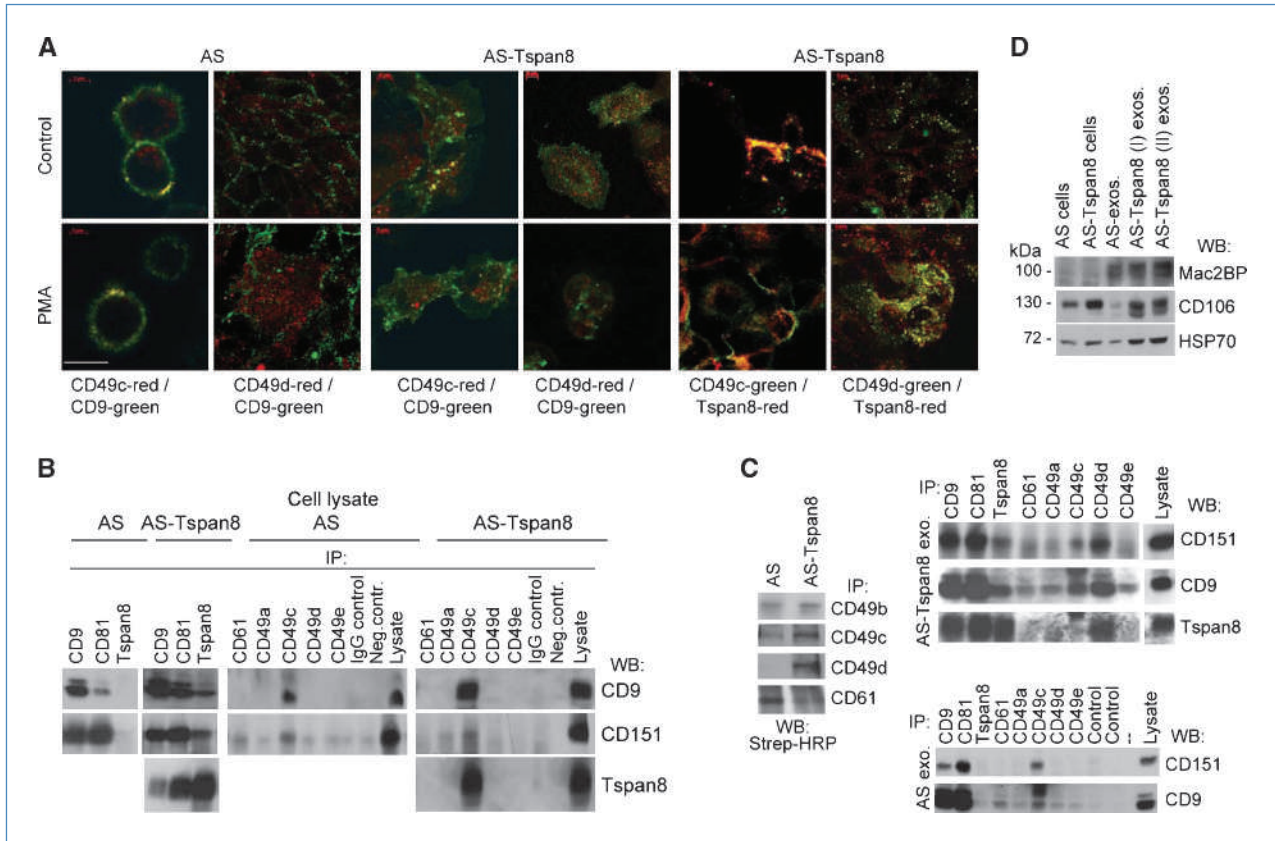 A
AS
AS-Tspan8
AS-Tspan8
Control
PMA
CD49c-red /
CD9-green
CD49d-red /
CD9-green
CD49c-red /
CD9-green
CD49d-red /
CD9-green
CD49c-green /
Tspan8-red
CD49d-green /
Tspan8-red
D
AS cells
AS-Tspan8 cells
AS-exos.
AS-Tspan8 (I) exos.
AS-Tspan8 (II) exos.
kDa
WB:
100 -
Mac2BP
130 -
CD106
72 -
HSP70
B
Cell lysate
AS
AS-Tspan8
AS
AS-Tspan8
IP:
CD9
CD81
Tspan8
CD9
CD81
Tspan8
CD61
CD49a
CD49c
CD49d
CD49e
IgG control
Neg.contr.
Lysate
CD61
CD49a
CD49c
CD49d
CD49e
IgG control
Neg.contr.
Lysate
WB:
CD9
CD151
Tspan8
C
AS
AS-Tspan8
IP:
CD49b
CD49c
CD49d
CD61
WB:
Strep-HRP
IP:
CD9
CD81
Tspan8
CD61
CD49a
CD49c
CD49d
CD49e
Lysate
WB:
AS-Tspan8 exo.
CD151
CD9
Tspan8
IP:
CD9
CD81
Tspan8
CD61
CD49a
CD49c
CD49d
CD49e
Control
Control
--
Lysate
WB:
AS exo.
CD151
CD9